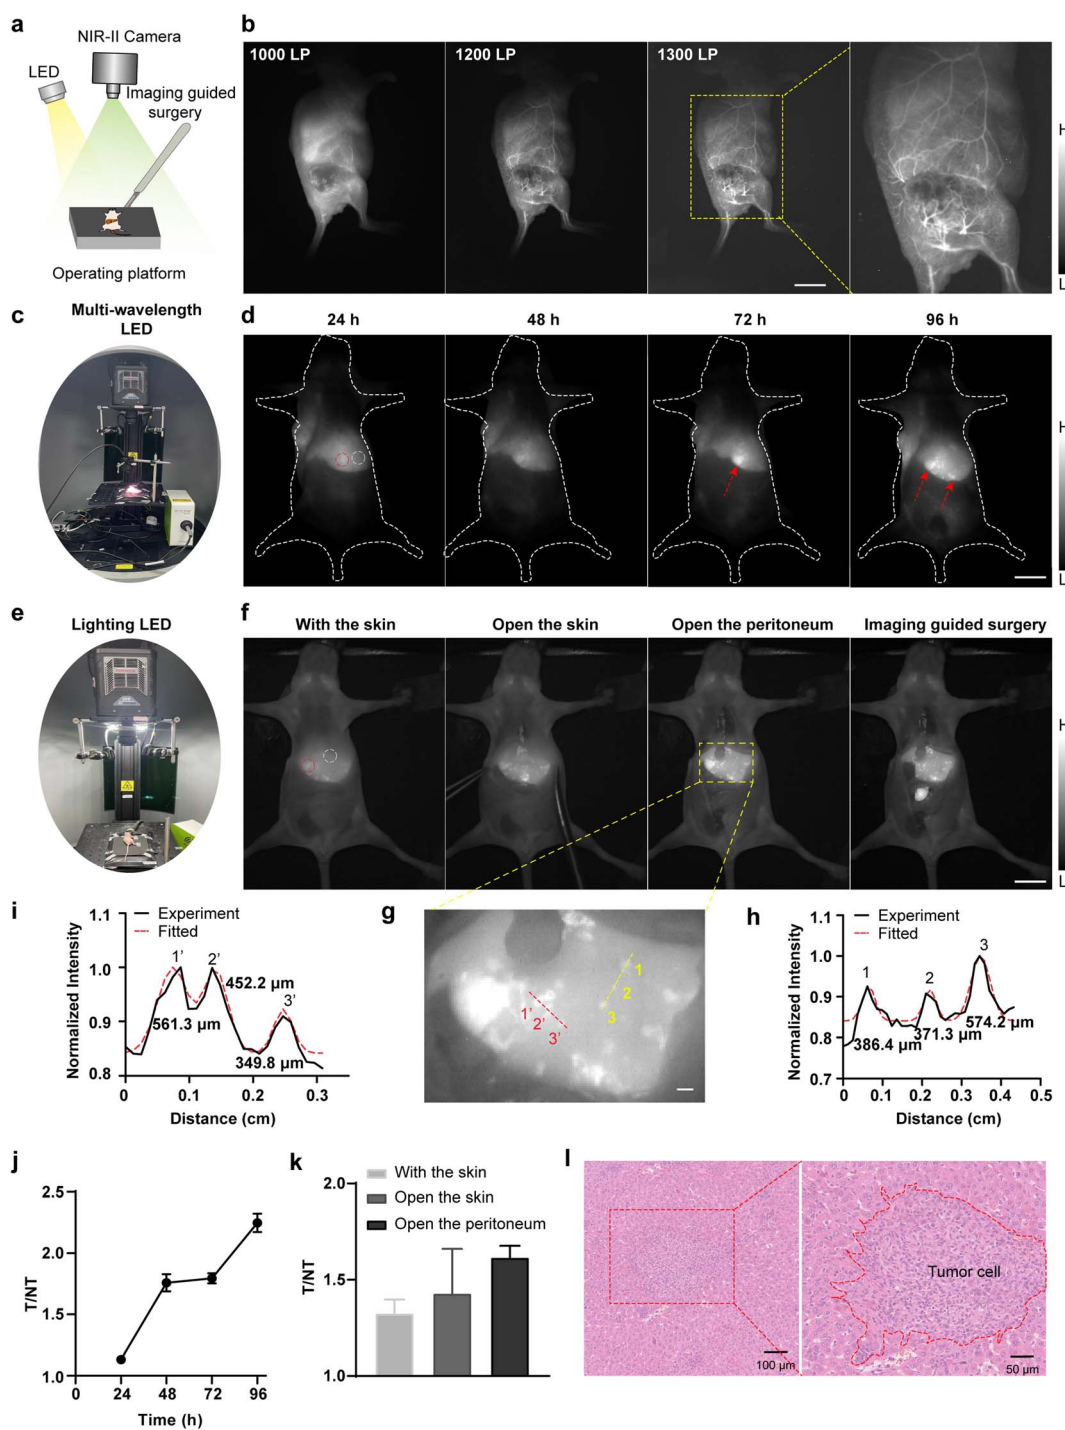 a
NIR-II Camera
LED
Imaging guided
surgery
Operating platform
b
1000 LP
1200 LP
1300 LP
H
L
c
Multi-wavelength
LED
d
24 h
48 h
72 h
96 h
H
L
e
Lighting LED
f
With the skin
Open the skin
Open the peritoneum
Imaging guided surgery
H
L
i
Experiment
Fitted
Normalized Intensity
1.1
1.0
0.9
0.8
1’
2’
3’
452.2 µm
561.3 µm
349.8 µm
0
0.1
0.2
0.3
Distance (cm)
g
1
2
3
1’
2’
3’
h
Experiment
Fitted
Normalized Intensity
1.1
1.0
0.9
0.8
0.7
1
2
3
386.4 µm
371.3 µm
574.2 µm
0
0.1
0.2
0.3
0.4
0.5
Distance (cm)
j
T/NT
2.5
2.0
1.5
1.0
0
24
48
72
96
Time (h)
k
With the skin
Open the skin
Open the peritoneum
T/NT
2.0
1.5
1.0
l
Tumor cell
100 µm
50 µm